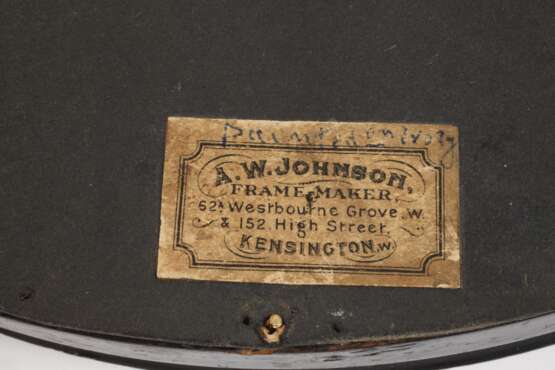 Painted on Ivory
A. W. JOHNSON,
FRAME MAKER,
62A Westbourne Grove, W.
& 152 High Street,
KENSINGTON. W.